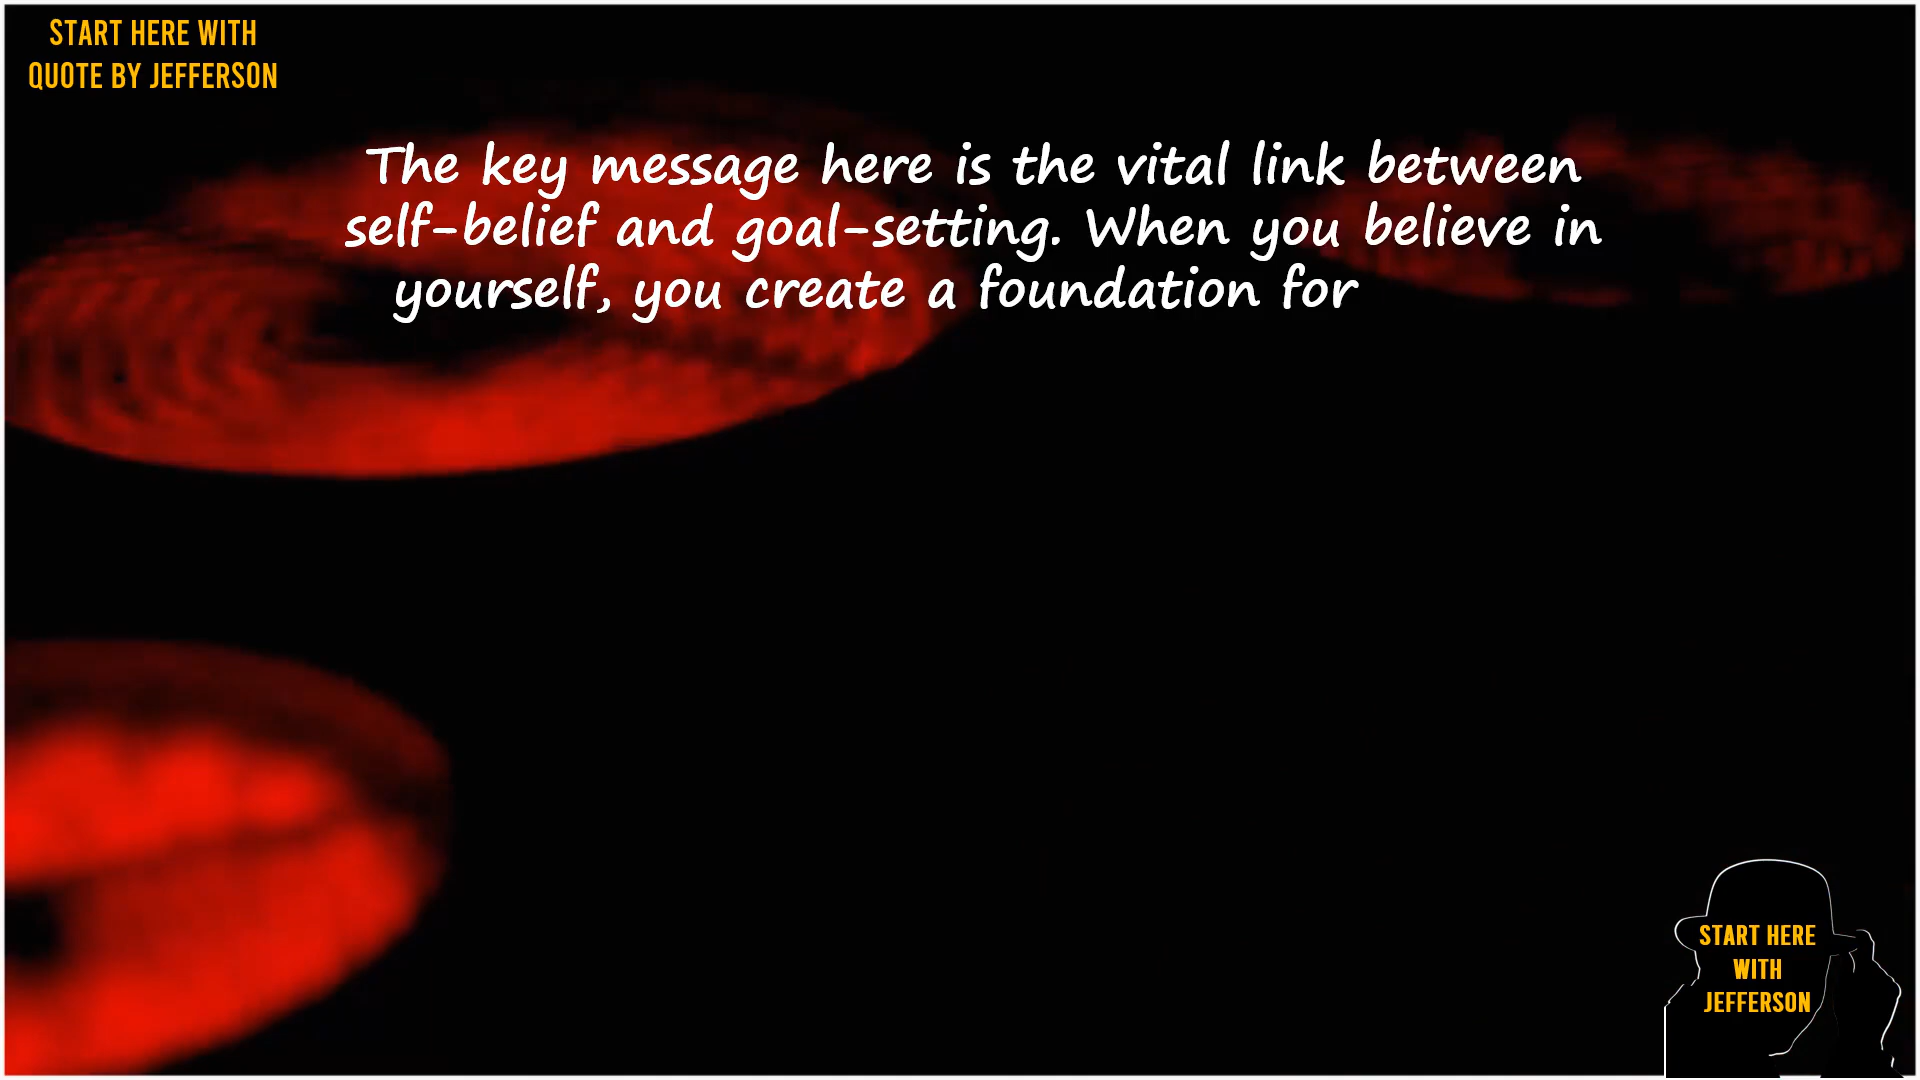 START HERE WITH
QUOTE BY JEFFERSON
The key message here is the vital link between
self-belief and goal-setting. When you believe in
yourself, you create a foundation for
START HERE
WITH
JEFFERSON